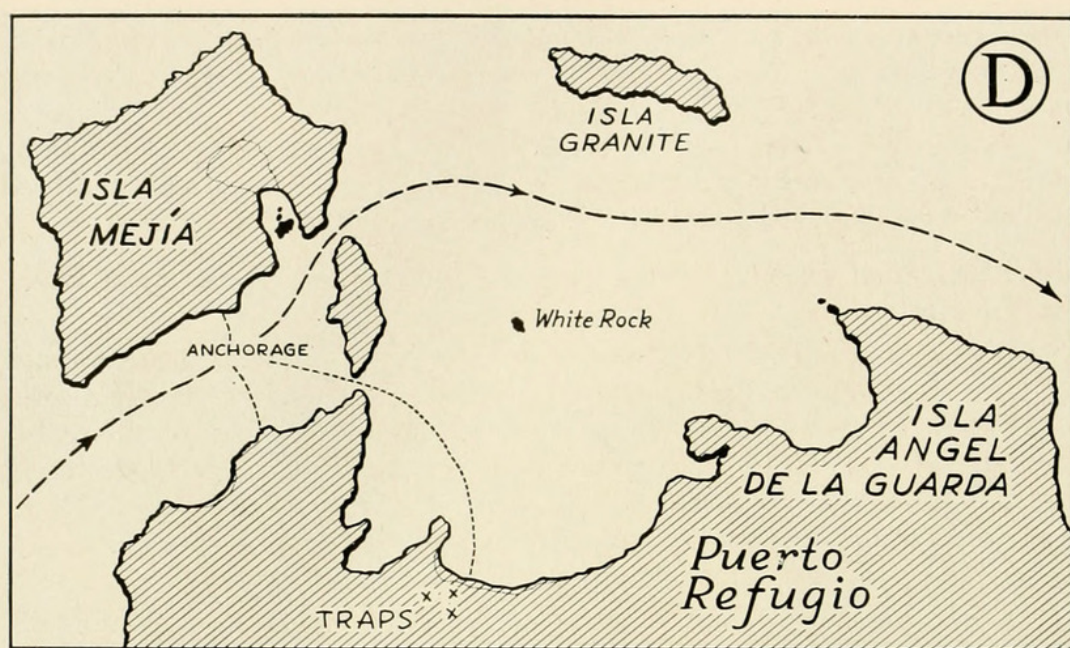 D
ISLA
GRANITE
ISLA
MEJÍA
White Rock
ANCHORAGE
ISLA
ANGEL
DE LA GUARDA
Puerto
Refugio
TRAPS
x x
x